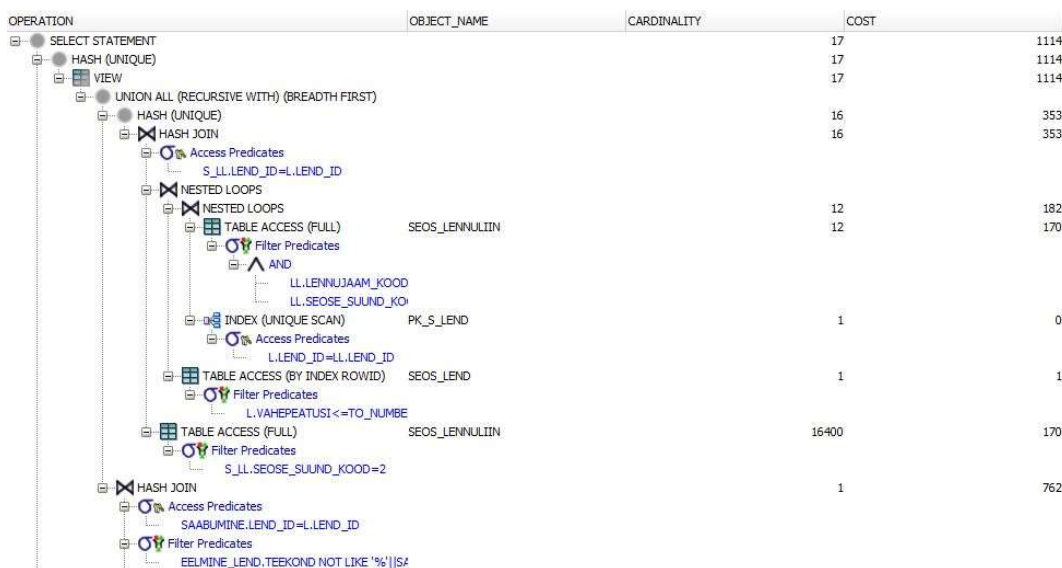 OPERATION OBJECT_NAME CARDINALITY COST
SELECT STATEMENT 17 1114
HASH (UNIQUE) 17 1114
VIEW 17 1114
UNION ALL (RECURSIVE WITH) (BREADTH FIRST)
HASH (UNIQUE) 16 353
HASH JOIN 16 353
Access Predicates
S_LL.LEND_ID=L.LEND_ID
NESTED LOOPS
NESTED LOOPS 12 182
TABLE ACCESS (FULL) SEOS_LENNULIIN 12 170
Filter Predicates
AND
LL.LENNUJAAM_KOOD
LL.SEOSE_SUUND_KO
INDEX (UNIQUE SCAN) PK_S_LEND 1 0
Access Predicates
L.LEND_ID=LL.LEND_ID
TABLE ACCESS (BY INDEX ROWID) SEOS_LEND 1 1
Filter Predicates
L.VAHEPEATUSI<=TO_NUMBE
TABLE ACCESS (FULL) SEOS_LENNULIIN 16400 170
Filter Predicates
S_LL.SEOSE_SUUND_KOOD=2
HASH JOIN 1 762
Access Predicates
SAABUMINE.LEND_ID=L.LEND_ID
Filter Predicates
EELMINE_LEND.TEEKOND NOT LIKE '%'||SA